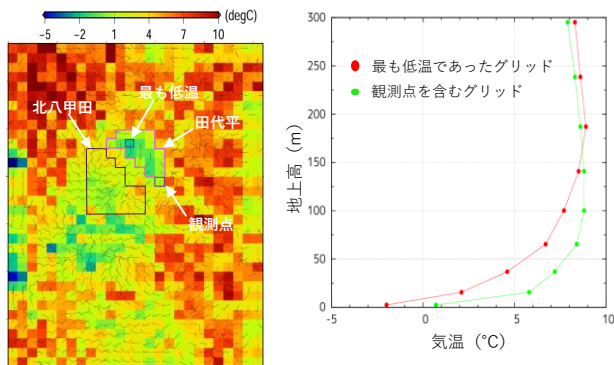 (degC)
-5 -2 1 4 7 10
北八甲田
最も低温
田代平
観測点
300
250
200
150
100
50
0
地上高（m）
最も低温であったグリッド
観測点を含むグリッド
-5 0 5 10
気温（°C）